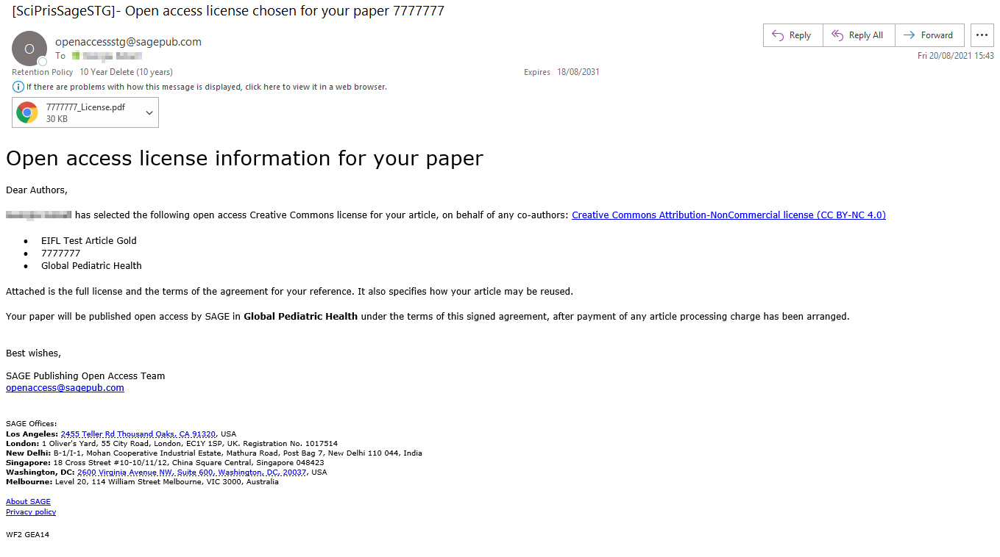 [SciPrisSageSTG]- Open access license chosen for your paper 7777777
O
openaccessstg@sagepub.com
To
Reply
Reply All
Forward
Fri 20/08/2021 15:43
Retention Policy 10 Year Delete (10 years)
Expires 18/08/2031
If there are problems with how this message is displayed, click here to view it in a web browser.
7777777_License.pdf
30 KB
Open access license information for your paper
Dear Authors,
has selected the following open access Creative Commons license for your article, on behalf of any co-authors: Creative Commons Attribution-NonCommercial license (CC BY-NC 4.0)
• EIFL Test Article Gold
• 7777777
• Global Pediatric Health
Attached is the full license and the terms of the agreement for your reference. It also specifies how your article may be reused.
Your paper will be published open access by SAGE in Global Pediatric Health under the terms of this signed agreement, after payment of any article processing charge has been arranged.
Best wishes,
SAGE Publishing Open Access Team
openaccess@sagepub.com
SAGE Offices:
Los Angeles: 2455 Teller Rd Thousand Oaks, CA 91320, USA
London: 1 Oliver's Yard, 55 City Road, London, EC1Y 1SP, UK. Registration No. 1017514
New Delhi: B-1/I-1, Mohan Cooperative Industrial Estate, Mathura Road, Post Bag 7, New Delhi 110 044, India
Singapore: 18 Cross Street #10-10/11/12, China Square Central, Singapore 048423
Washington, DC: 2600 Virginia Avenue NW, Suite 600, Washington, DC, 20037, USA
Melbourne: Level 20, 114 William Street Melbourne, VIC 3000, Australia
About SAGE
Privacy policy
WF2 GEA14